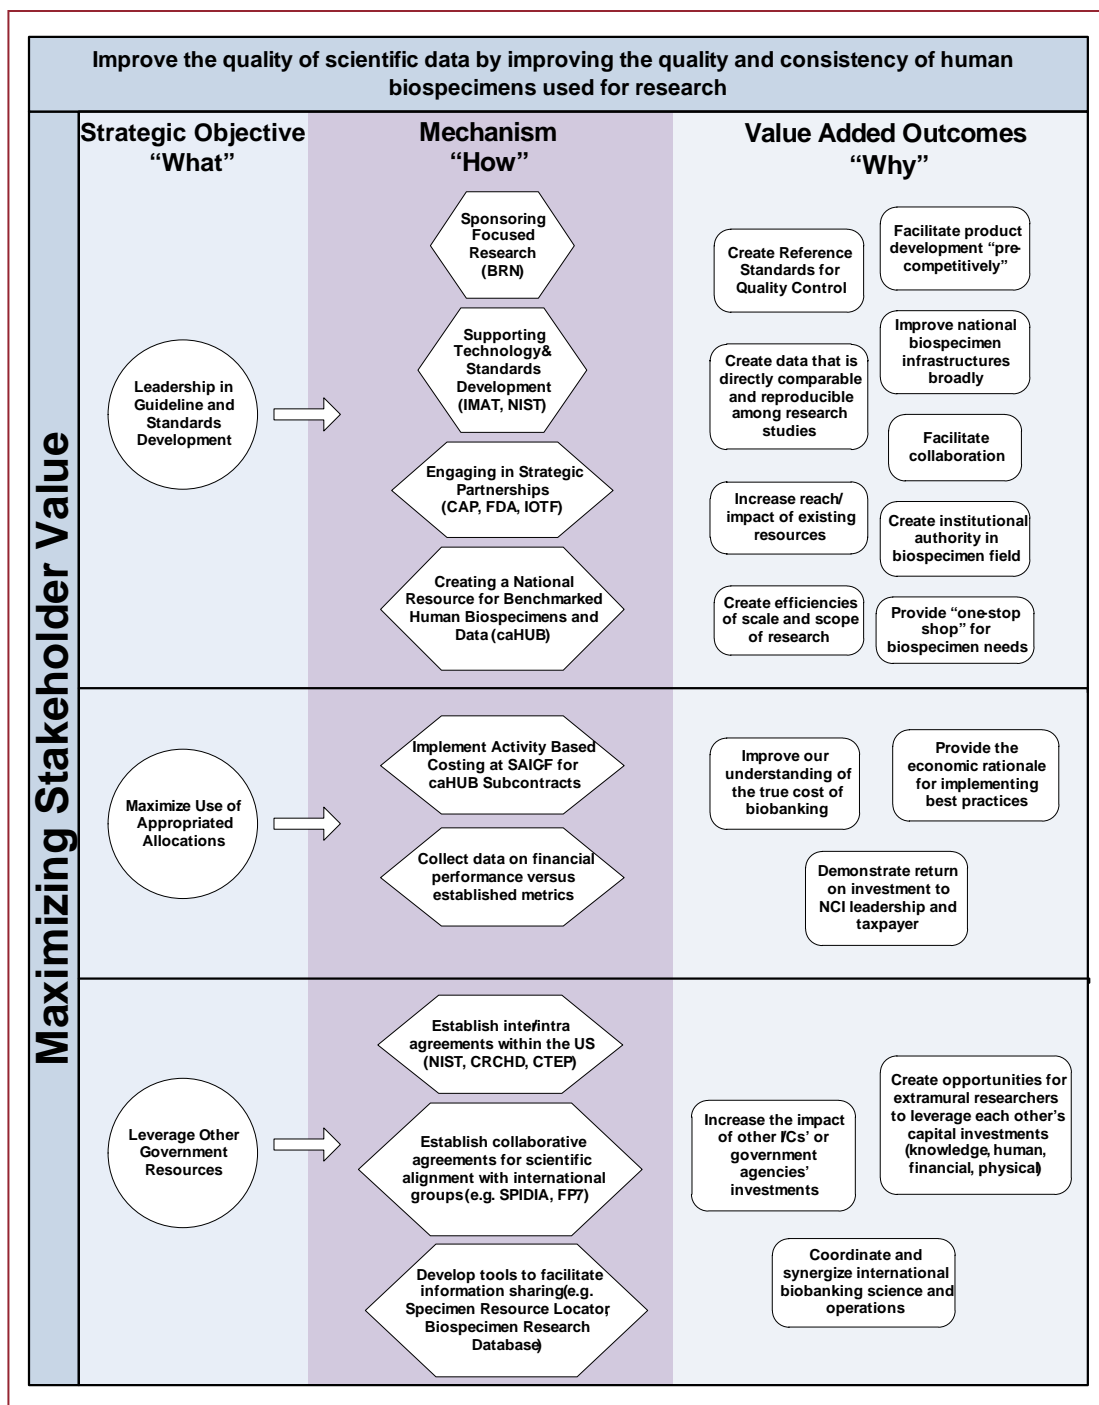 Improve the quality of scientific data by improving the quality and consistency of human
biospecimens used for research
Maximizing Stakeholder Value
Strategic Objective
“What”
Mechanism
“How”
Value Added Outcomes
“Why”
Leadership in
Guideline and
Standards
Development
Sponsoring
Focused
Research
(BRN)
Supporting
Technology&
Standards
Development
(IMAT, NIST)
Engaging in Strategic
Partnerships
(CAP, FDA, IOTF)
Creating a National
Resource for Benchmarked
Human Biospecimens and
Data (caHUB)
Create Reference
Standards for
Quality Control
Facilitate product
development “pre-
competitively”
Create data that is
directly comparable
and reproducible
among research
studies
Improve national
biospecimen
infrastructures
broadly
Facilitate
collaboration
Increase reach/
impact of existing
resources
Create institutional
authority in
biospecimen field
Create efficiencies
of scale and scope
of research
Provide “one-stop
shop” for
biospecimen needs
Maximize Use of
Appropriated
Allocations
Implement Activity Based
Costing at SAIC-F for
caHUB Subcontracts
Collect data on financial
performance versus
established metrics
Improve our
understanding of
the true cost of
biobanking
Provide the
economic rationale
for implementing
best practices
Demonstrate return
on investment to
NCI leadership and
taxpayer
Leverage Other
Government
Resources
Establish inter/intra
agreements within the US
(NIST, CRCHD, CTEP)
Establish collaborative
agreements for scientific
alignment with international
groups (e.g. SPIDIA, FP7)
Develop tools to facilitate
information sharing (e.g.
Specimen Resource Locator,
Biospecimen Research
Database)
Increase the impact
of other I/Cs’ or
government
agencies’
investments
Create opportunities for
extramural researchers
to leverage each other’s
capital investments
(knowledge, human,
financial, physical)
Coordinate and
synergize international
biobanking science and
operations